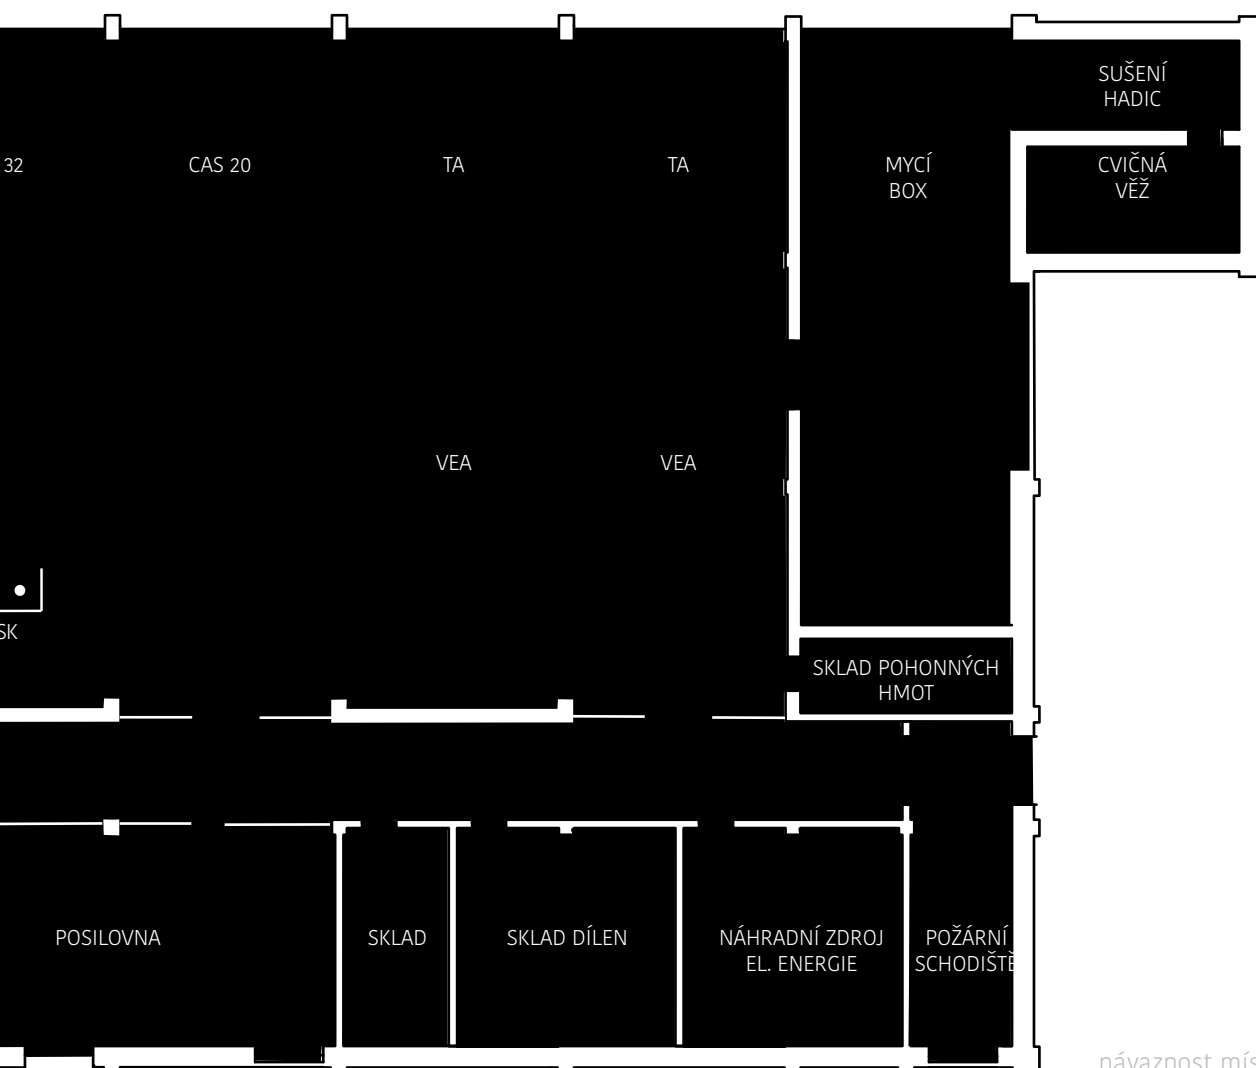 SUŠENÍ
HADIC
32
CAS 20
TA
TA
MYCÍ
BOX
CVIČNÁ
VĚŽ
VEA
VEA
SK
SKLAD POHONNÝCH
HMOT
POSILOVNA
SKLAD
SKLAD DÍLEN
NÁHRADNÍ ZDROJ
EL. ENERGIE
POŽÁRNÍ
SCHODIŠTĚ
návaznost mís